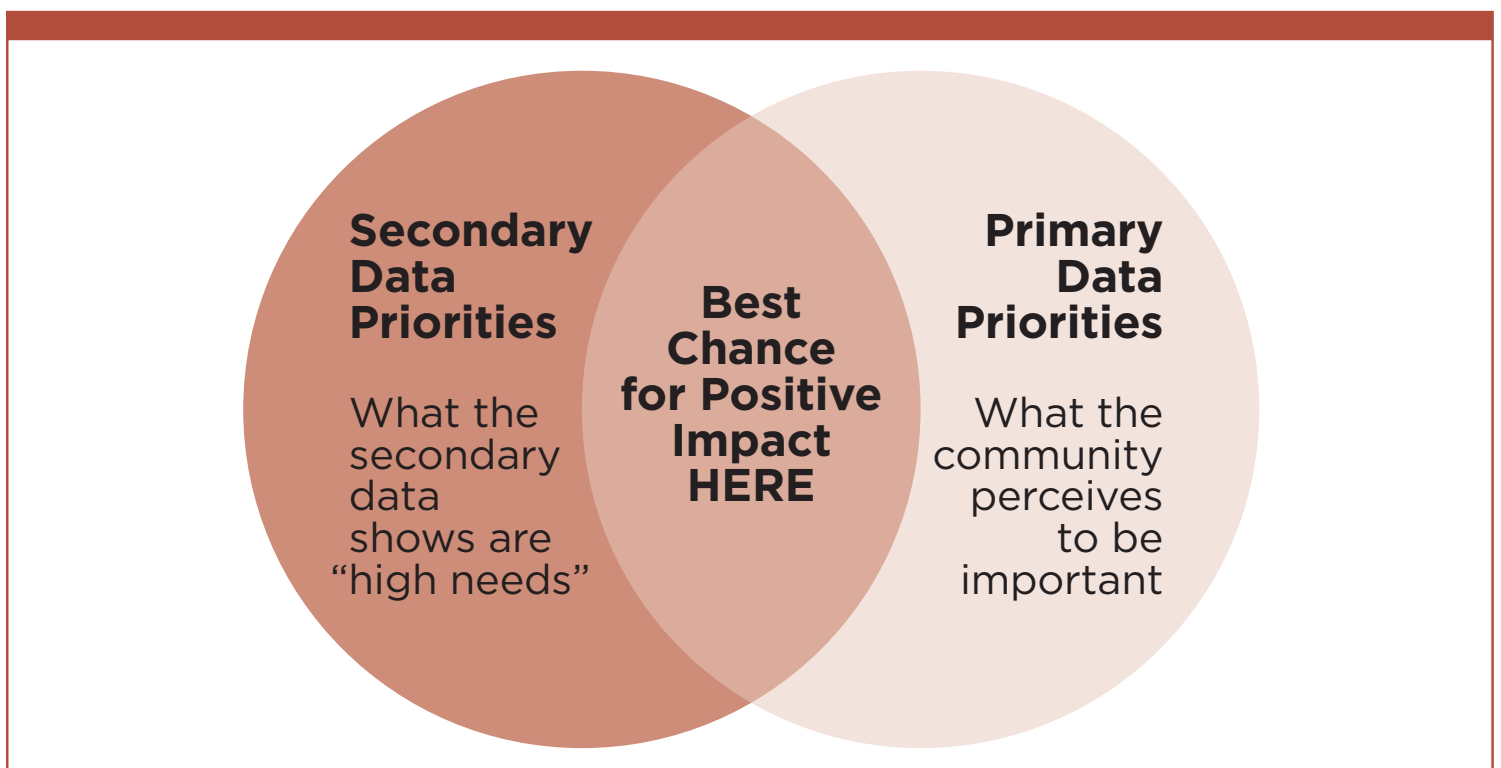 Secondary
Data
Priorities
What the
secondary
data
shows are
“high needs”
Best
Chance
for Positive
Impact
HERE
Primary
Data
Priorities
What the
community
perceives
to be
important